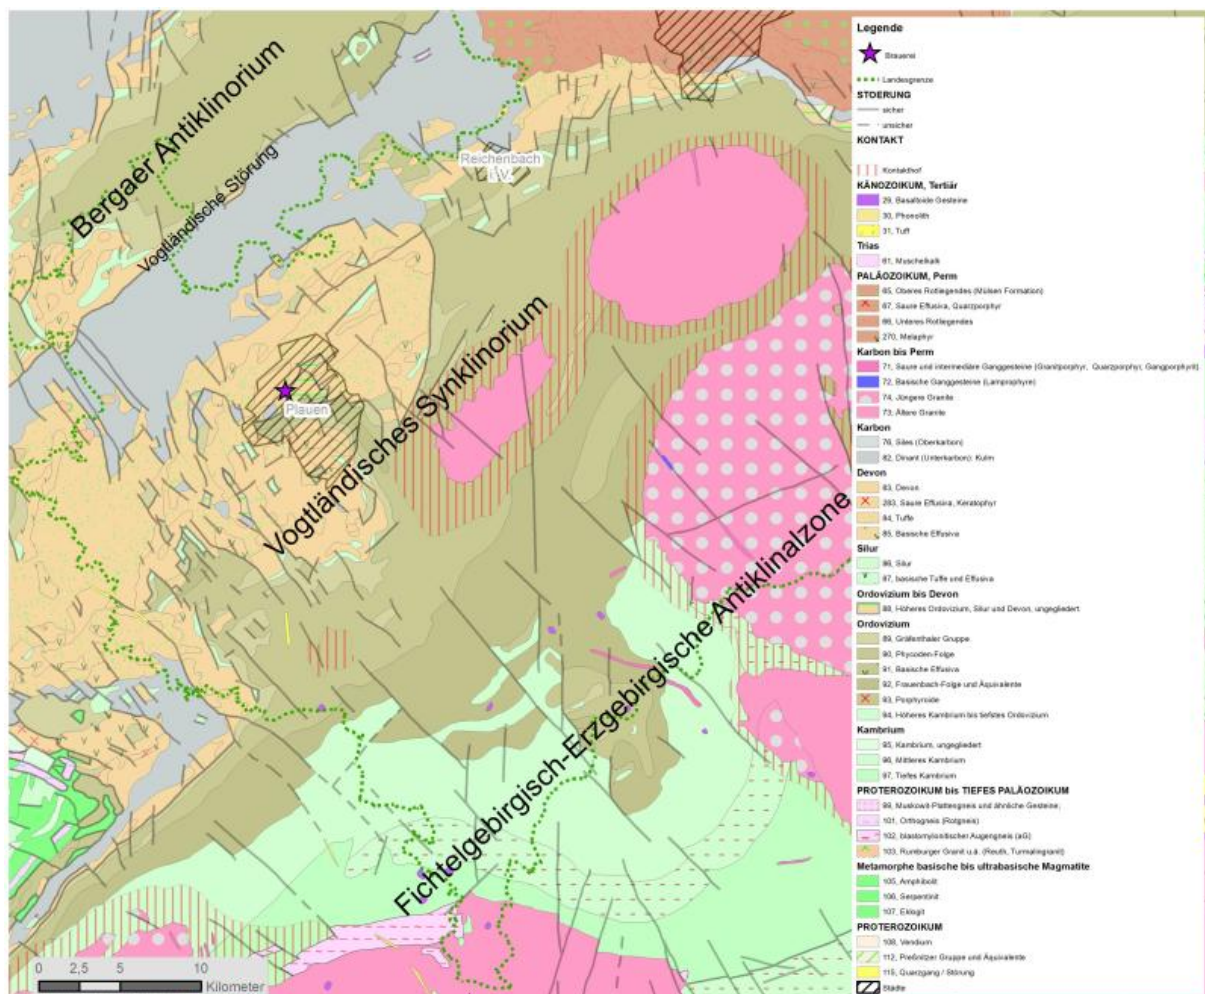 Bergaer Antiklinorium
Vogtländische Störung
Reichenbach
i. V.
Vogtländisches Synklinorium
Plauen
Fichtelgebirgisch-Erzgebirgische Antiklinalzone
0 2,5 5 10
Kilometer
Legende
Brauerei
Landesgrenze
STOERUNG
sicher
unsicher
KONTAKT
Kontakthof
KÄNOZOIKUM, Tertiär
29, Basaltoide Gesteine
30, Phonolith
31, Tuff
Trias
61, Muschelkalk
PALÄOZOIKUM, Perm
65, Oberes Rotliegendes (Mülsen Formation)
67, Saure Effusiva, Quarzporphyr
66, Unteres Rotliegendes
270, Melaphyr
Karbon bis Perm
71, Saure und intermediäre Ganggesteine (Granitporphyr, Quarzporphyr, Gangporphyrit)
72, Basische Ganggesteine (Lamprophyre)
74, Jüngere Granite
73, Ältere Granite
Karbon
76, Siles (Oberkarbon)
82, Dinant (Unterkarbon): Kulm
Devon
83, Devon
283, Saure Effusiva, Keratophyr
84, Tuffe
85, Basische Effusiva
Silur
86, Silur
87, basische Tuffe und Effusiva
Ordovizium bis Devon
88, Höheres Ordovizium, Silur und Devon, ungegliedert
Ordovizium
89, Gräfenthaler Gruppe
90, Phycoden-Folge
91, Basische Effusiva
92, Frauenbach-Folge und Äquivalente
93, Porphyroide
94, Höheres Kambrium bis tiefstes Ordovizium
Kambrium
95, Kambrium, ungegliedert
96, Mittleres Kambrium
97, Tiefes Kambrium
PROTEROZOIKUM bis TIEFES PALÄOZOIKUM
99, Muskowit-Plattengneis und ähnliche Gesteine;
101, Orthogneis (Rotgneis)
102, blastomylonitischer Augengneis (aG)
103, Rumburger Granit u.ä. (Reuth, Turmalingranit)
Metamorphe basische bis ultrabasische Magmatite
105, Amphibolit
106, Serpentinit
107, Eklogit
PROTEROZOIKUM
108, Vendium
112, Preßnitzer Gruppe und Äquivalente
115, Quarzgang / Störung
Städte